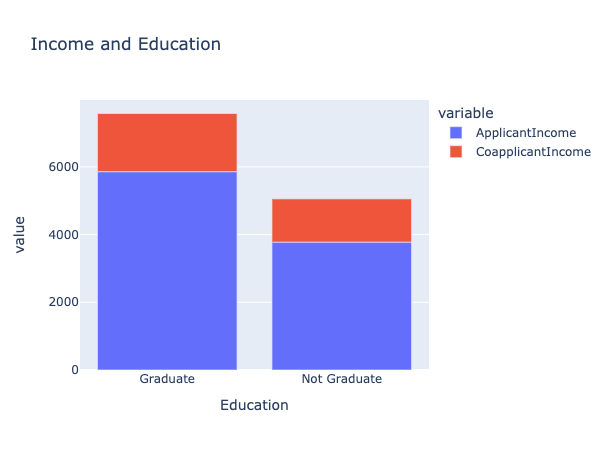 Income and Education
variable
ApplicantIncome
CoapplicantIncome
value
6000
4000
2000
0
Graduate
Not Graduate
Education